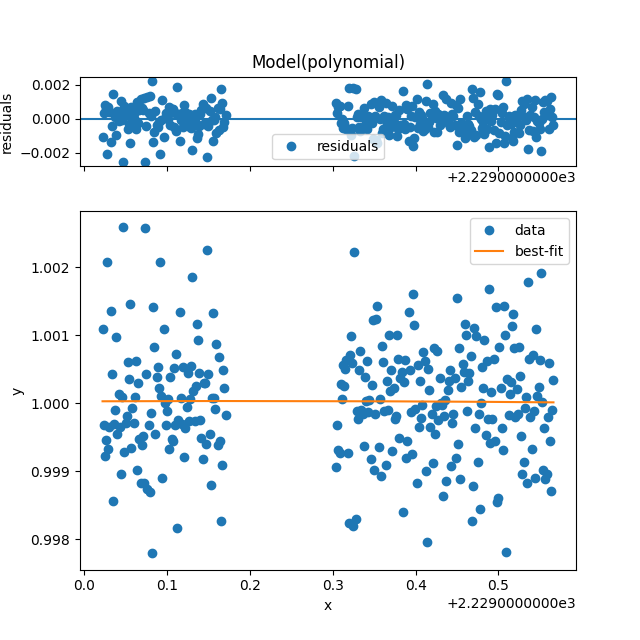 Model(polynomial)
residuals
0.002
0.000
−0.002
residuals
+2.2290000000e3
y
1.002
1.001
1.000
0.999
0.998
data
best-fit
0.0 0.1 0.2 0.3 0.4 0.5
x
+2.2290000000e3